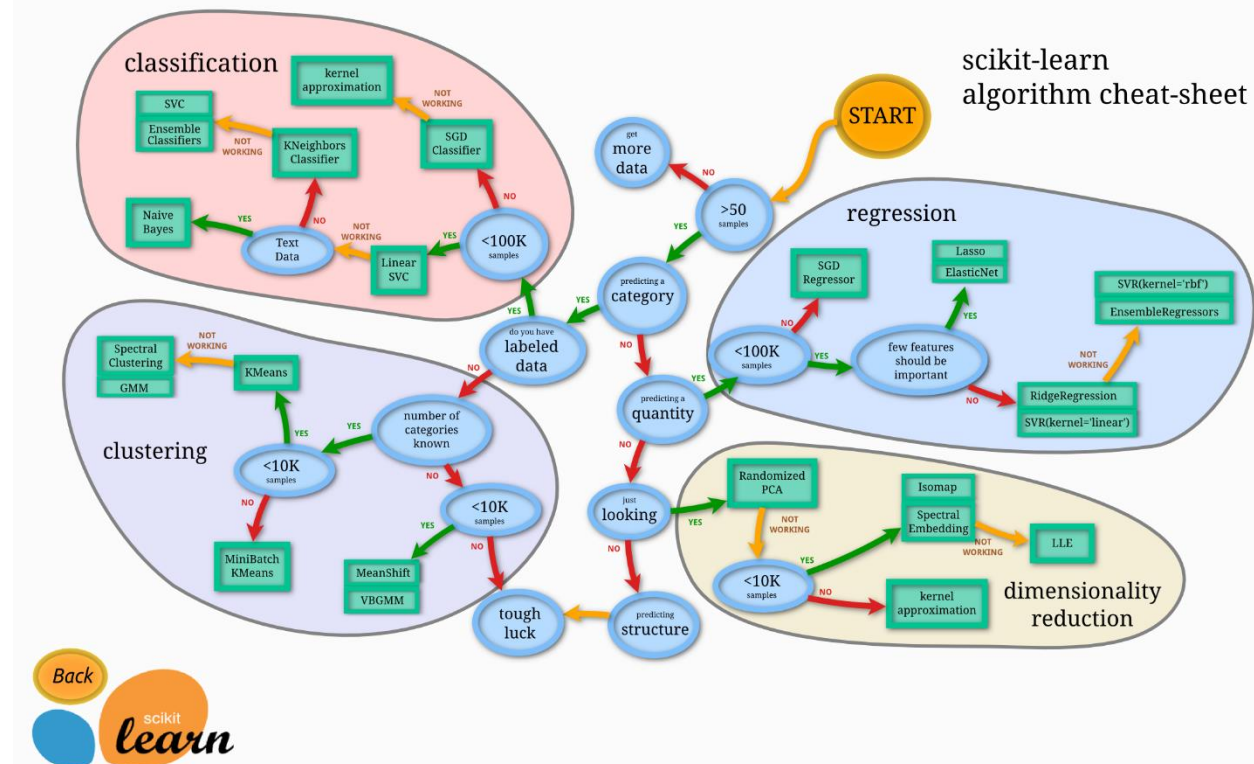 scikit-learn
algorithm cheat-sheet
START
get
more
data
NO
>50
samples
YES
predicting a
category
YES
NO
do you have
labeled
data
YES
NO
predicting a
quantity
YES
NO
just
looking
YES
NO
predicting
structure
tough
luck
classification
kernel
approximation
NOT
WORKING
SGD
Classifier
NO
<100K
samples
YES
Linear
SVC
NOT
WORKING
Text
Data
YES
Naive
Bayes
NO
KNeighbors
Classifier
NOT
WORKING
SVC
Ensemble
Classifiers
clustering
number of
categories
known
YES
NO
<10K
samples
YES
KMeans
NOT
WORKING
Spectral
Clustering
GMM
NO
MiniBatch
KMeans
<10K
samples
YES
MeanShift
VBGMM
NO
regression
<100K
samples
NO
SGD
Regressor
YES
few features
should be
important
YES
Lasso
ElasticNet
NO
RidgeRegression
SVR(kernel='linear')
NOT
WORKING
SVR(kernel='rbf')
EnsembleRegressors
dimensionality
reduction
Randomized
PCA
NOT
WORKING
<10K
samples
YES
Isomap
Spectral
Embedding
NOT
WORKING
LLE
NO
kernel
approximation
Back
scikit
learn